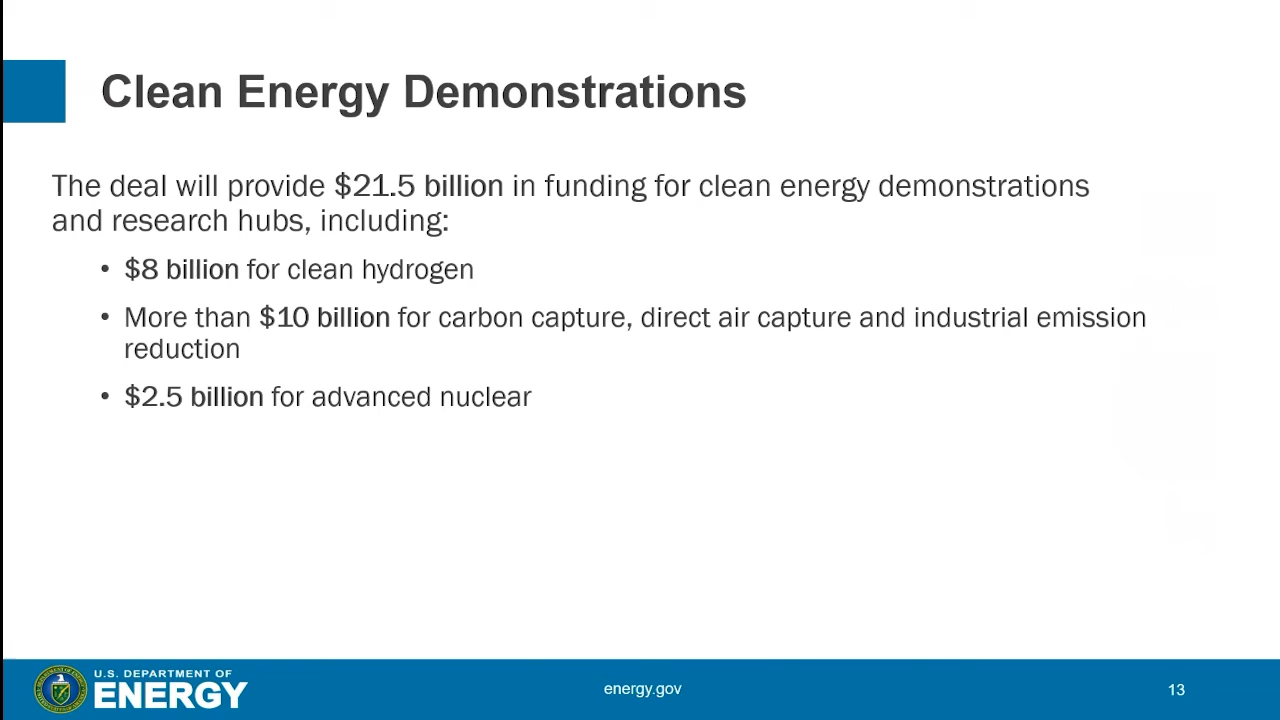 Clean Energy Demonstrations
The deal will provide $21.5 billion in funding for clean energy demonstrations
and research hubs, including:
• $8 billion for clean hydrogen
• More than $10 billion for carbon capture, direct air capture and industrial emission
reduction
• $2.5 billion for advanced nuclear
U.S. DEPARTMENT OF
ENERGY
energy.gov
13